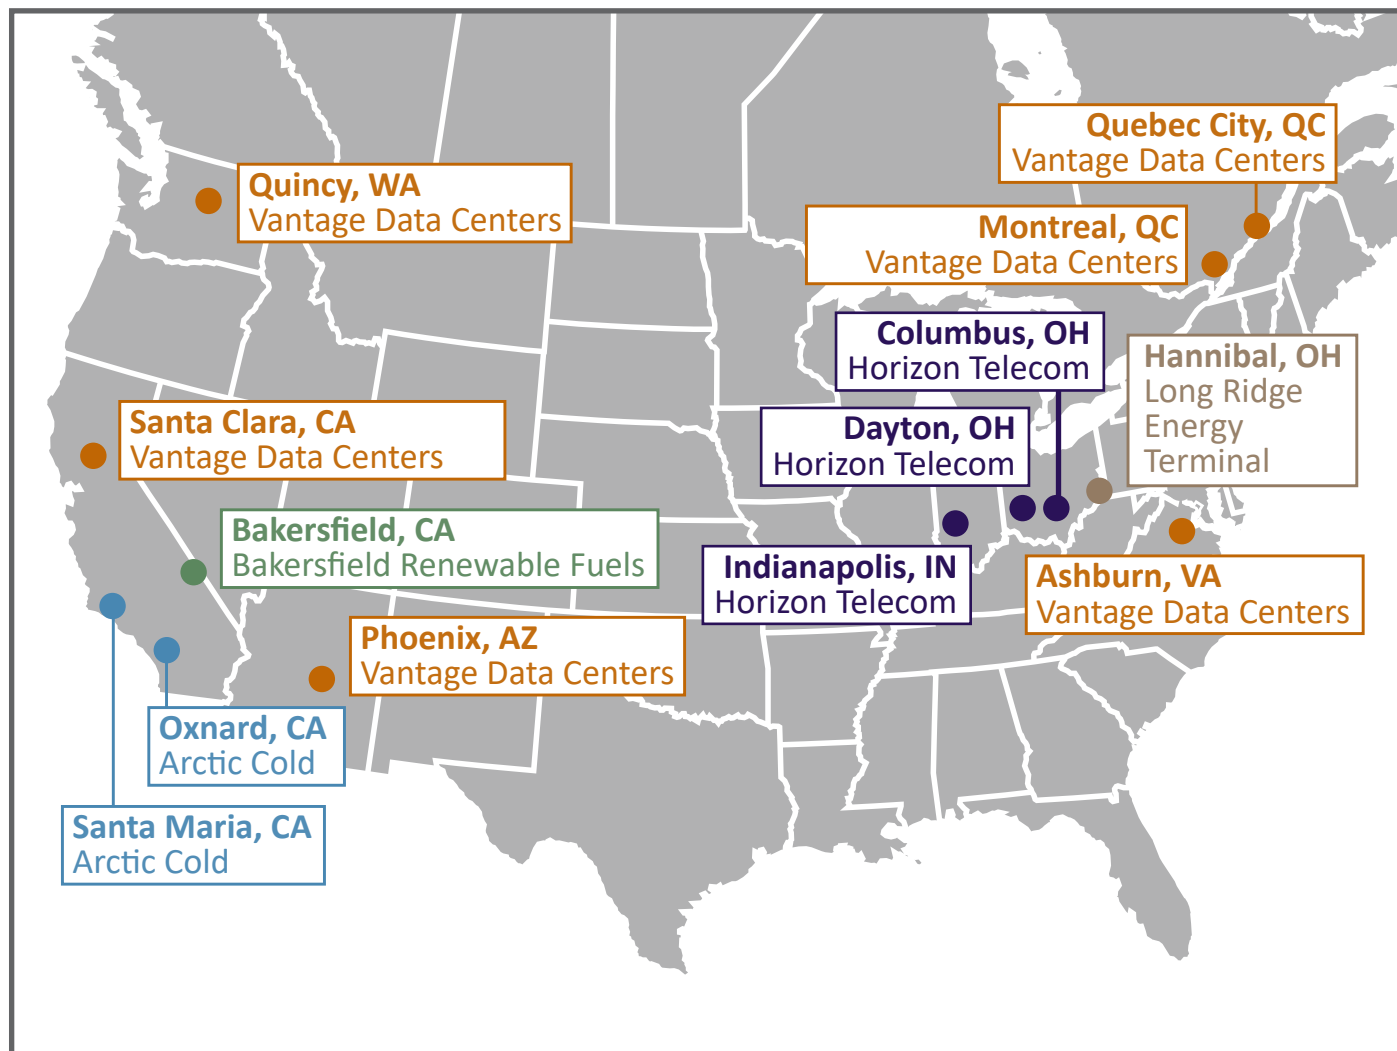 Quebec City, QC
Vantage Data Centers
Quincy, WA
Vantage Data Centers
Montreal, QC
Vantage Data Centers
Columbus, OH
Horizon Telecom
Hannibal, OH
Long Ridge
Energy
Terminal
Santa Clara, CA
Vantage Data Centers
Dayton, OH
Horizon Telecom
Bakersfield, CA
Bakersfield Renewable Fuels
Indianapolis, IN
Horizon Telecom
Ashburn, VA
Vantage Data Centers
Phoenix, AZ
Vantage Data Centers
Oxnard, CA
Arctic Cold
Santa Maria, CA
Arctic Cold